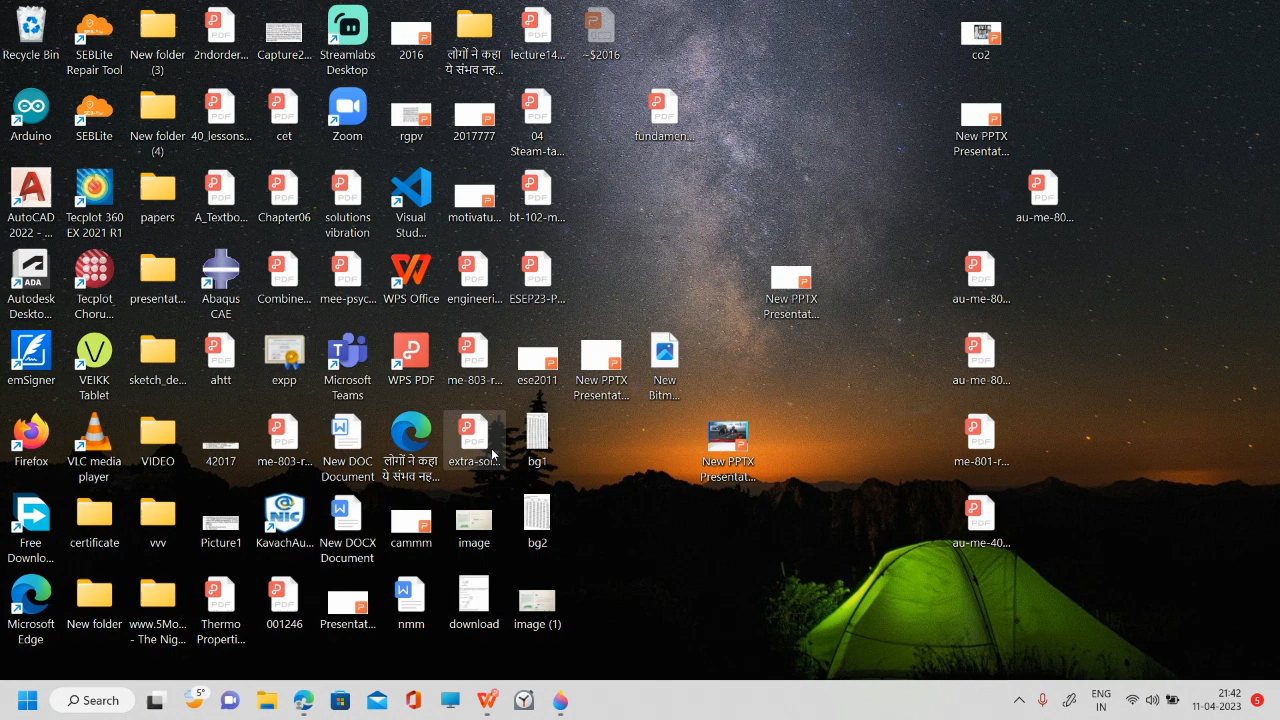 Recycle Bin
SEBLite
Repair Tool
New folder
(3)
2ndorder...
Capture2...
Streamlabs
Desktop
2016
लोगों ने कहा
ये संभव नह...
lecture14...
~$2016
co2
Arduino
SEBLite
New folder
(4)
40_lessons...
cet
Zoom
rgpv
2017777
04
Steam-ta...
fundamen...
New PPTX
Presentat...
AutoCAD
2022 - ...
Tecplot 360
EX 2021 R1
papers
A_Textbo...
Chapter06
solutions
vibration
Visual
Stud...
motivatu...
bt-102-m...
au-me-80...
Autodesk
Deskto...
Tecplot
Choru...
presentat...
Abaqus
CAE
Combine...
mee-psyc...
WPS Office
engineeri...
ESEP23-P...
New PPTX
Presentat...
au-me-80...
emSigner
VEIKK
Tablet
sketch_de...
ahtt
expp
Microsoft
Teams
WPS PDF
me-803-r...
ese2011
New PPTX
Presentat...
New
Bitm...
au-me-80...
Firefox
VLC media
player
VIDEO
42017
me-803-r...
New DOC
Document
लोगों ने कहा
ये संभव नह...
extra-sol...
bg1
New PPTX
Presentat...
me-801-r...
Free
Downlo...
certificate
vvv
Picture1
KavachAu...
New DOCX
Document
cammm
image
bg2
au-me-40...
Microsoft
Edge
New folder
www.5Mo...
- The Nig...
Thermo
Properti...
001246
Presentat...
nmm
download
image (1)
5°
Search
ENG
IN
21:42
11-04-2023
5